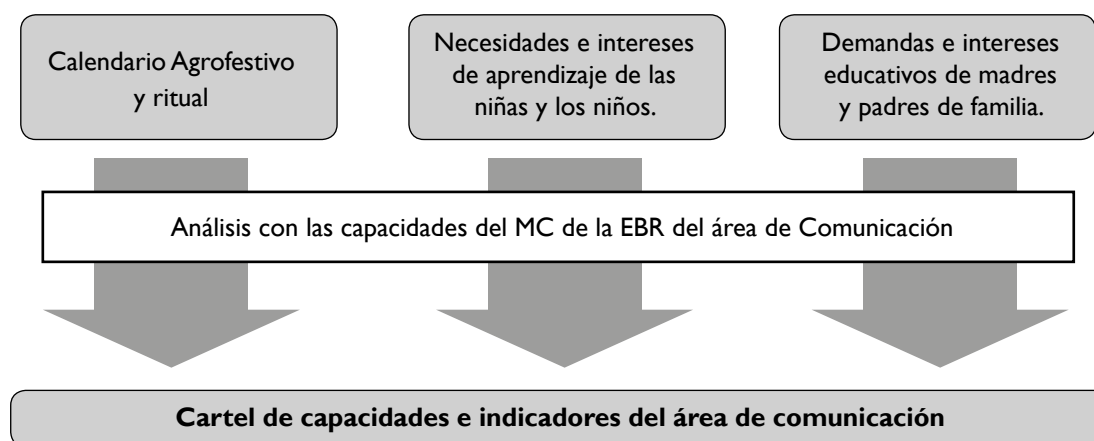 Calendario Agrofestivo
y ritual
Necesidades e intereses
de aprendizaje de las
niñas y los niños.
Demandas e intereses
educativos de madres
y padres de familia.
Análisis con las capacidades del MC de la EBR del área de Comunicación
Cartel de capacidades e indicadores del área de comunicación